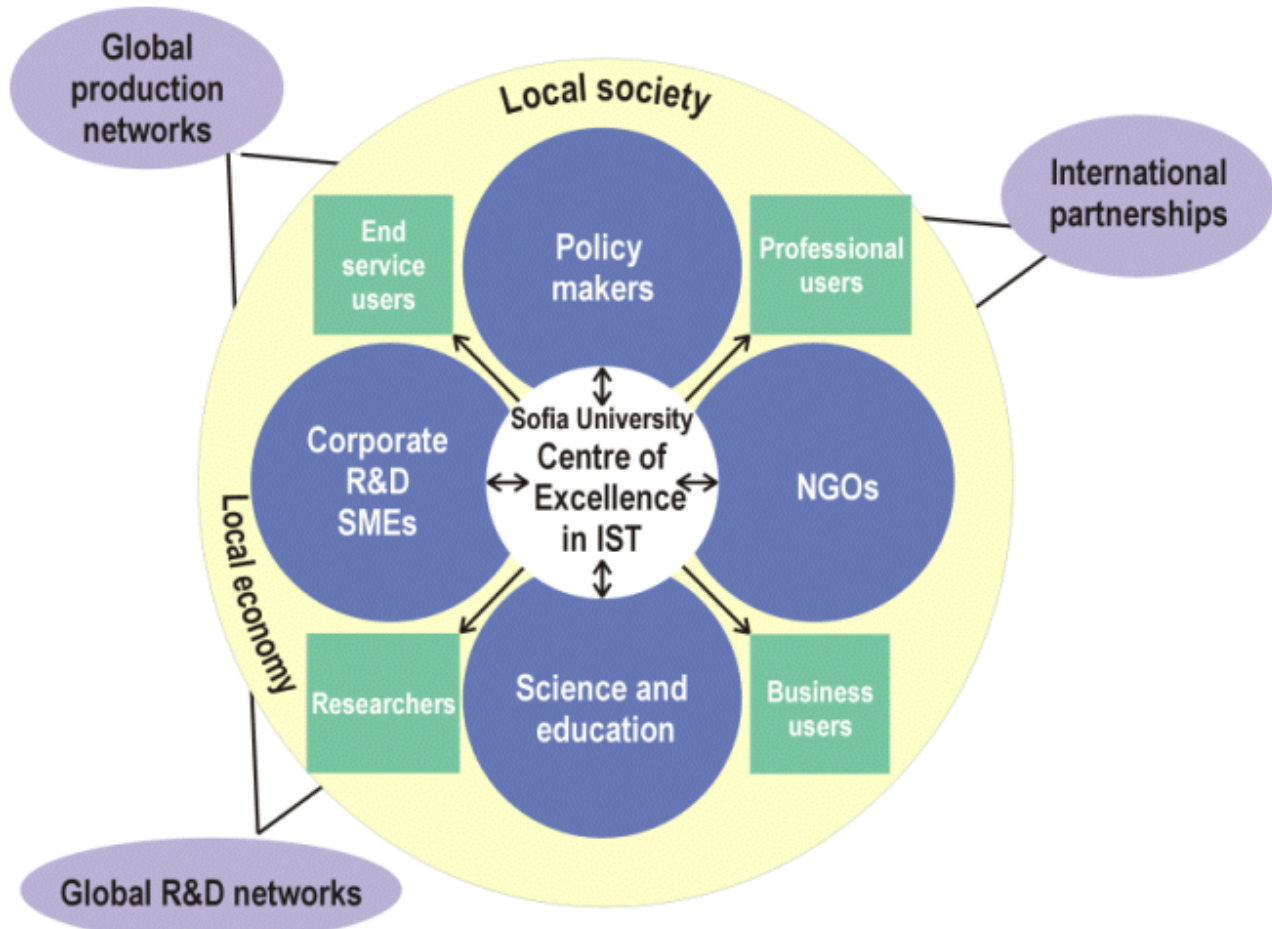 Global
production
networks
Local society
International
partnerships
End
service
users
Policy
makers
Professional
users
Corporate
R&D
SMEs
Sofia University
Centre of
Excellence
in IST
NGOs
Local economy
Researchers
Science and
education
Business
users
Global R&D networks